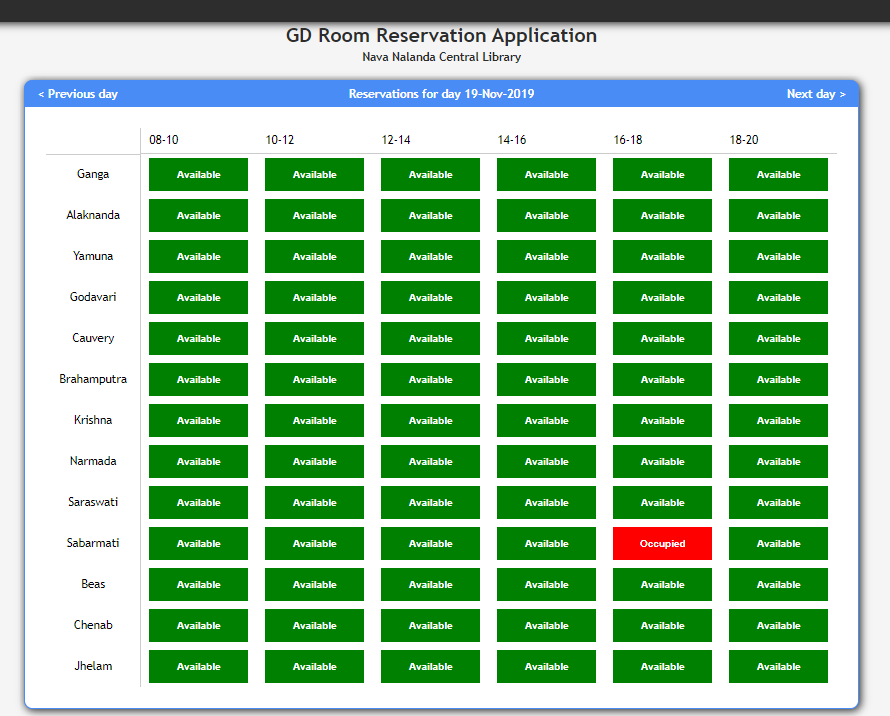 GD Room Reservation Application
Nava Nalanda Central Library
< Previous day Reservations for day 19-Nov-2019 Next day >
08-10 10-12 12-14 14-16 16-18 18-20
Ganga Available Available Available Available Available Available
Alaknanda Available Available Available Available Available Available
Yamuna Available Available Available Available Available Available
Godavari Available Available Available Available Available Available
Cauvery Available Available Available Available Available Available
Brahamputra Available Available Available Available Available Available
Krishna Available Available Available Available Available Available
Narmada Available Available Available Available Available Available
Saraswati Available Available Available Available Available Available
Sabarmati Available Available Available Available Occupied Available
Beas Available Available Available Available Available Available
Chenab Available Available Available Available Available Available
Jhelam Available Available Available Available Available Available